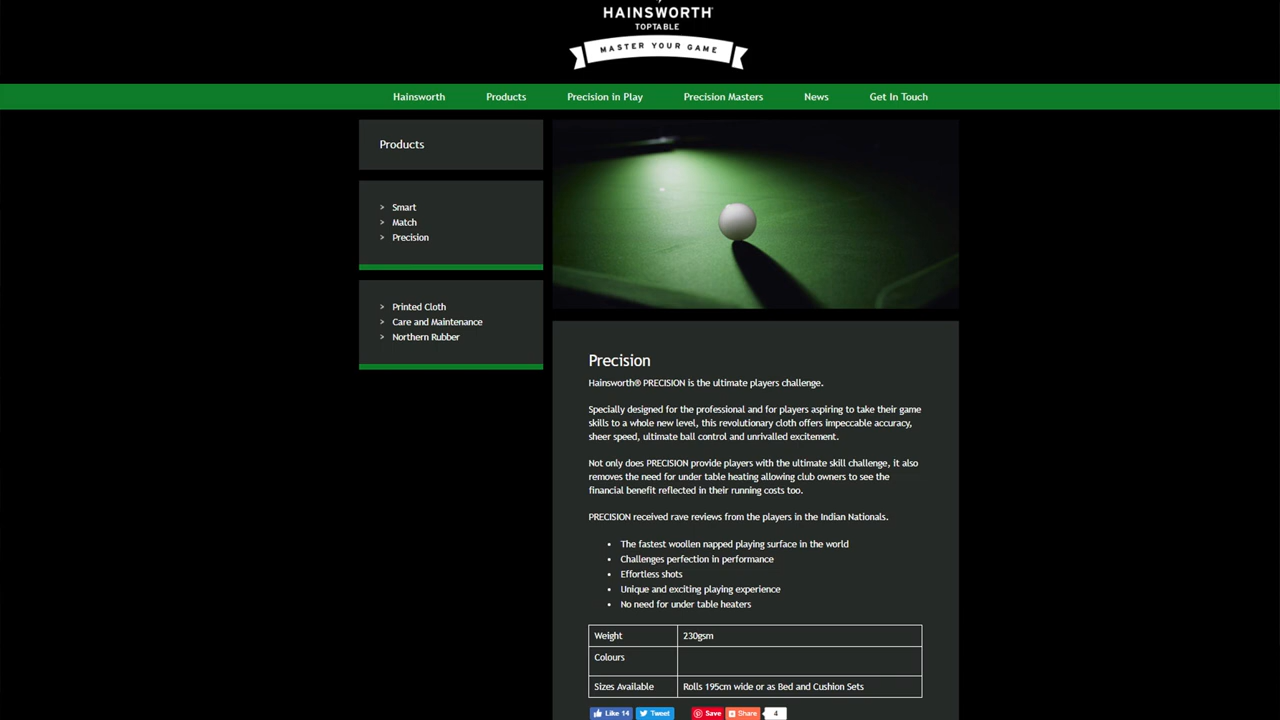 HAINSWORTH
TOPTABLE
MASTER YOUR GAME
Hainsworth Products Precision in Play Precision Masters News Get In Touch
Products
> Smart
> Match
> Precision
> Printed Cloth
> Care and Maintenance
> Northern Rubber
Precision
Hainsworth® PRECISION is the ultimate players challenge.
Specially designed for the professional and for players aspiring to take their game
skills to a whole new level, this revolutionary cloth offers impeccable accuracy,
sheer speed, ultimate ball control and unrivalled excitement.
Not only does PRECISION provide players with the ultimate skill challenge, it also
removes the need for under table heating allowing club owners to see the
financial benefit reflected in their running costs too.
PRECISION received rave reviews from the players in the Indian Nationals.
• The fastest woollen napped playing surface in the world
• Challenges perfection in performance
• Effortless shots
• Unique and exciting playing experience
• No need for under table heaters
Weight 230gsm
Colours
Sizes Available Rolls 195cm wide or as Bed and Cushion Sets
Like 14 Tweet Save Share 4